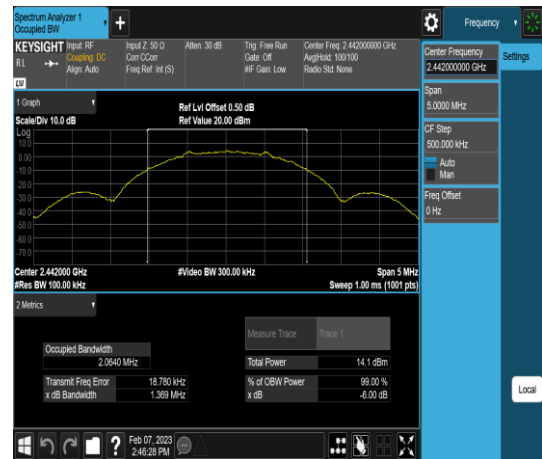 Spectrum Analyzer 1
Occupied BW
Frequency
KEYSIGHT
RL
Input: RF
Coupling: DC
Align: Auto
Input Z: 50 Ω
Corr CCorr
Freq Ref: Int (S)
Atten: 30 dB
Trig: Free Run
Gate: Off
#IF Gain: Low
Center Freq: 2.442000000 GHz
Avg|Hold: 100/100
Radio Std: None
LXI
1 Graph
Scale/Div 10.0 dB
Ref Lvl Offset 0.50 dB
Ref Value 20.00 dBm
Log
10.0
0.00
-10.0
-20.0
-30.0
-40.0
-50.0
-60.0
-70.0
Center 2.442000 GHz
#Res BW 100.00 kHz
#Video BW 300.00 kHz
Span 5 MHz
Sweep 1.00 ms (1001 pts)
2 Metrics
Measure Trace
Trace 1
Occupied Bandwidth
2.0640 MHz
Total Power
14.1 dBm
Transmit Freq Error
18.780 kHz
% of OBW Power
99.00 %
x dB Bandwidth
1.369 MHz
x dB
-6.00 dB
?
Feb 07, 2023
2:46:28 PM
Center Frequency
2.442000000 GHz
Settings
Span
5.0000 MHz
CF Step
500.000 kHz
Auto
Man
Freq Offset
0 Hz
Local